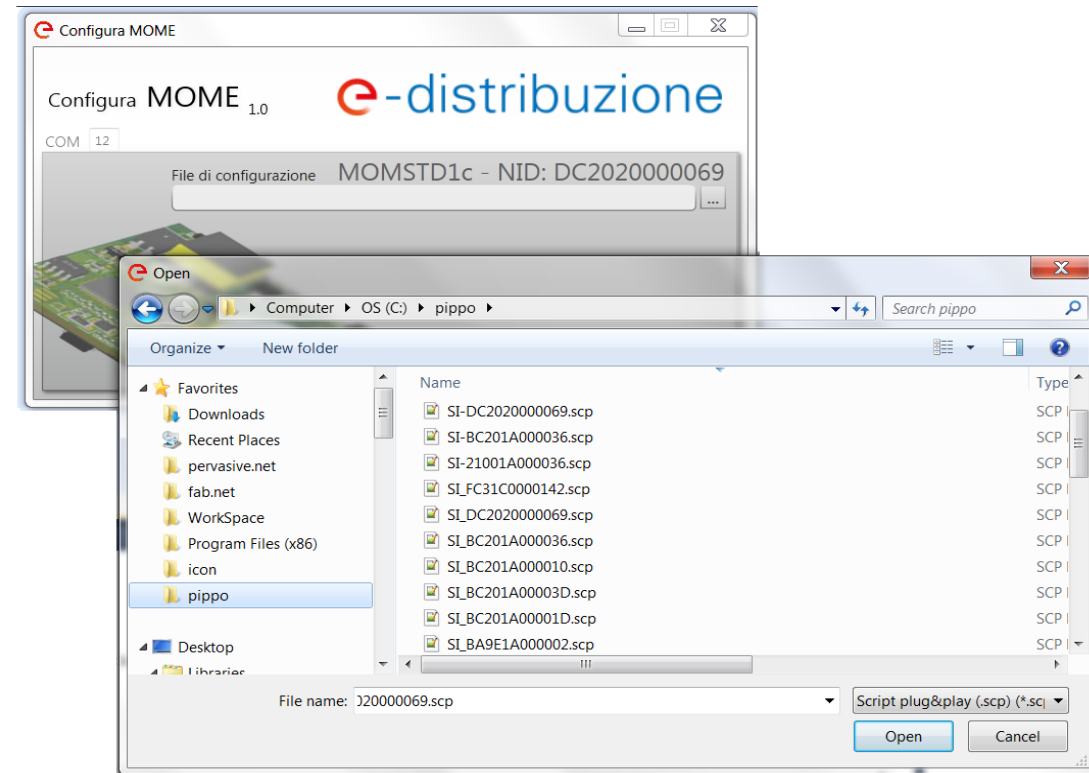 Configura MOME
Configura MOME 1.0
e-distribuzione
COM 12
File di configurazione MOMSTD1c - NID: DC2020000069
...
Open
Computer OS (C:) pippo
Search pippo
Organize New folder
Favorites
Downloads
Recent Places
pervasive.net
fab.net
WorkSpace
Program Files (x86)
icon
pippo
Desktop
Libraries
Name Type
SI-DC2020000069.scp SCP
SI-BC201A000036.scp SCP
SI-21001A000036.scp SCP
SI_FC31C0000142.scp SCP
SI_DC2020000069.scp SCP
SI_BC201A000036.scp SCP
SI_BC201A000010.scp SCP
SI_BC201A00003D.scp SCP
SI_BC201A00001D.scp SCP
SI_BA9E1A000002.scp SCP
File name: 020000069.scp Script plug&play (.scp) (*.sc
Open Cancel